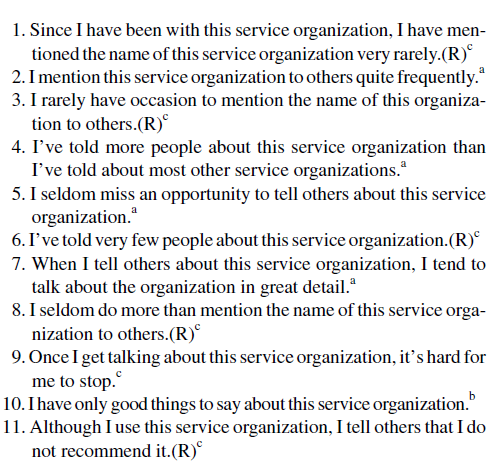 1. Since I have been with this service organization, I have men-
tioned the name of this service organization very rarely.(R)ᶜ
2. I mention this service organization to others quite frequently.ᵃ
3. I rarely have occasion to mention the name of this organiza-
tion to others.(R)ᶜ
4. I’ve told more people about this service organization than
I’ve told about most other service organizations.ᵃ
5. I seldom miss an opportunity to tell others about this service
organization.ᵃ
6. I’ve told very few people about this service organization.(R)ᶜ
7. When I tell others about this service organization, I tend to
talk about the organization in great detail.ᵃ
8. I seldom do more than mention the name of this service orga-
nization to others.(R)ᶜ
9. Once I get talking about this service organization, it’s hard for
me to stop.ᶜ
10. I have only good things to say about this service organization.ᵇ
11. Although I use this service organization, I tell others that I do
not recommend it.(R)ᶜ